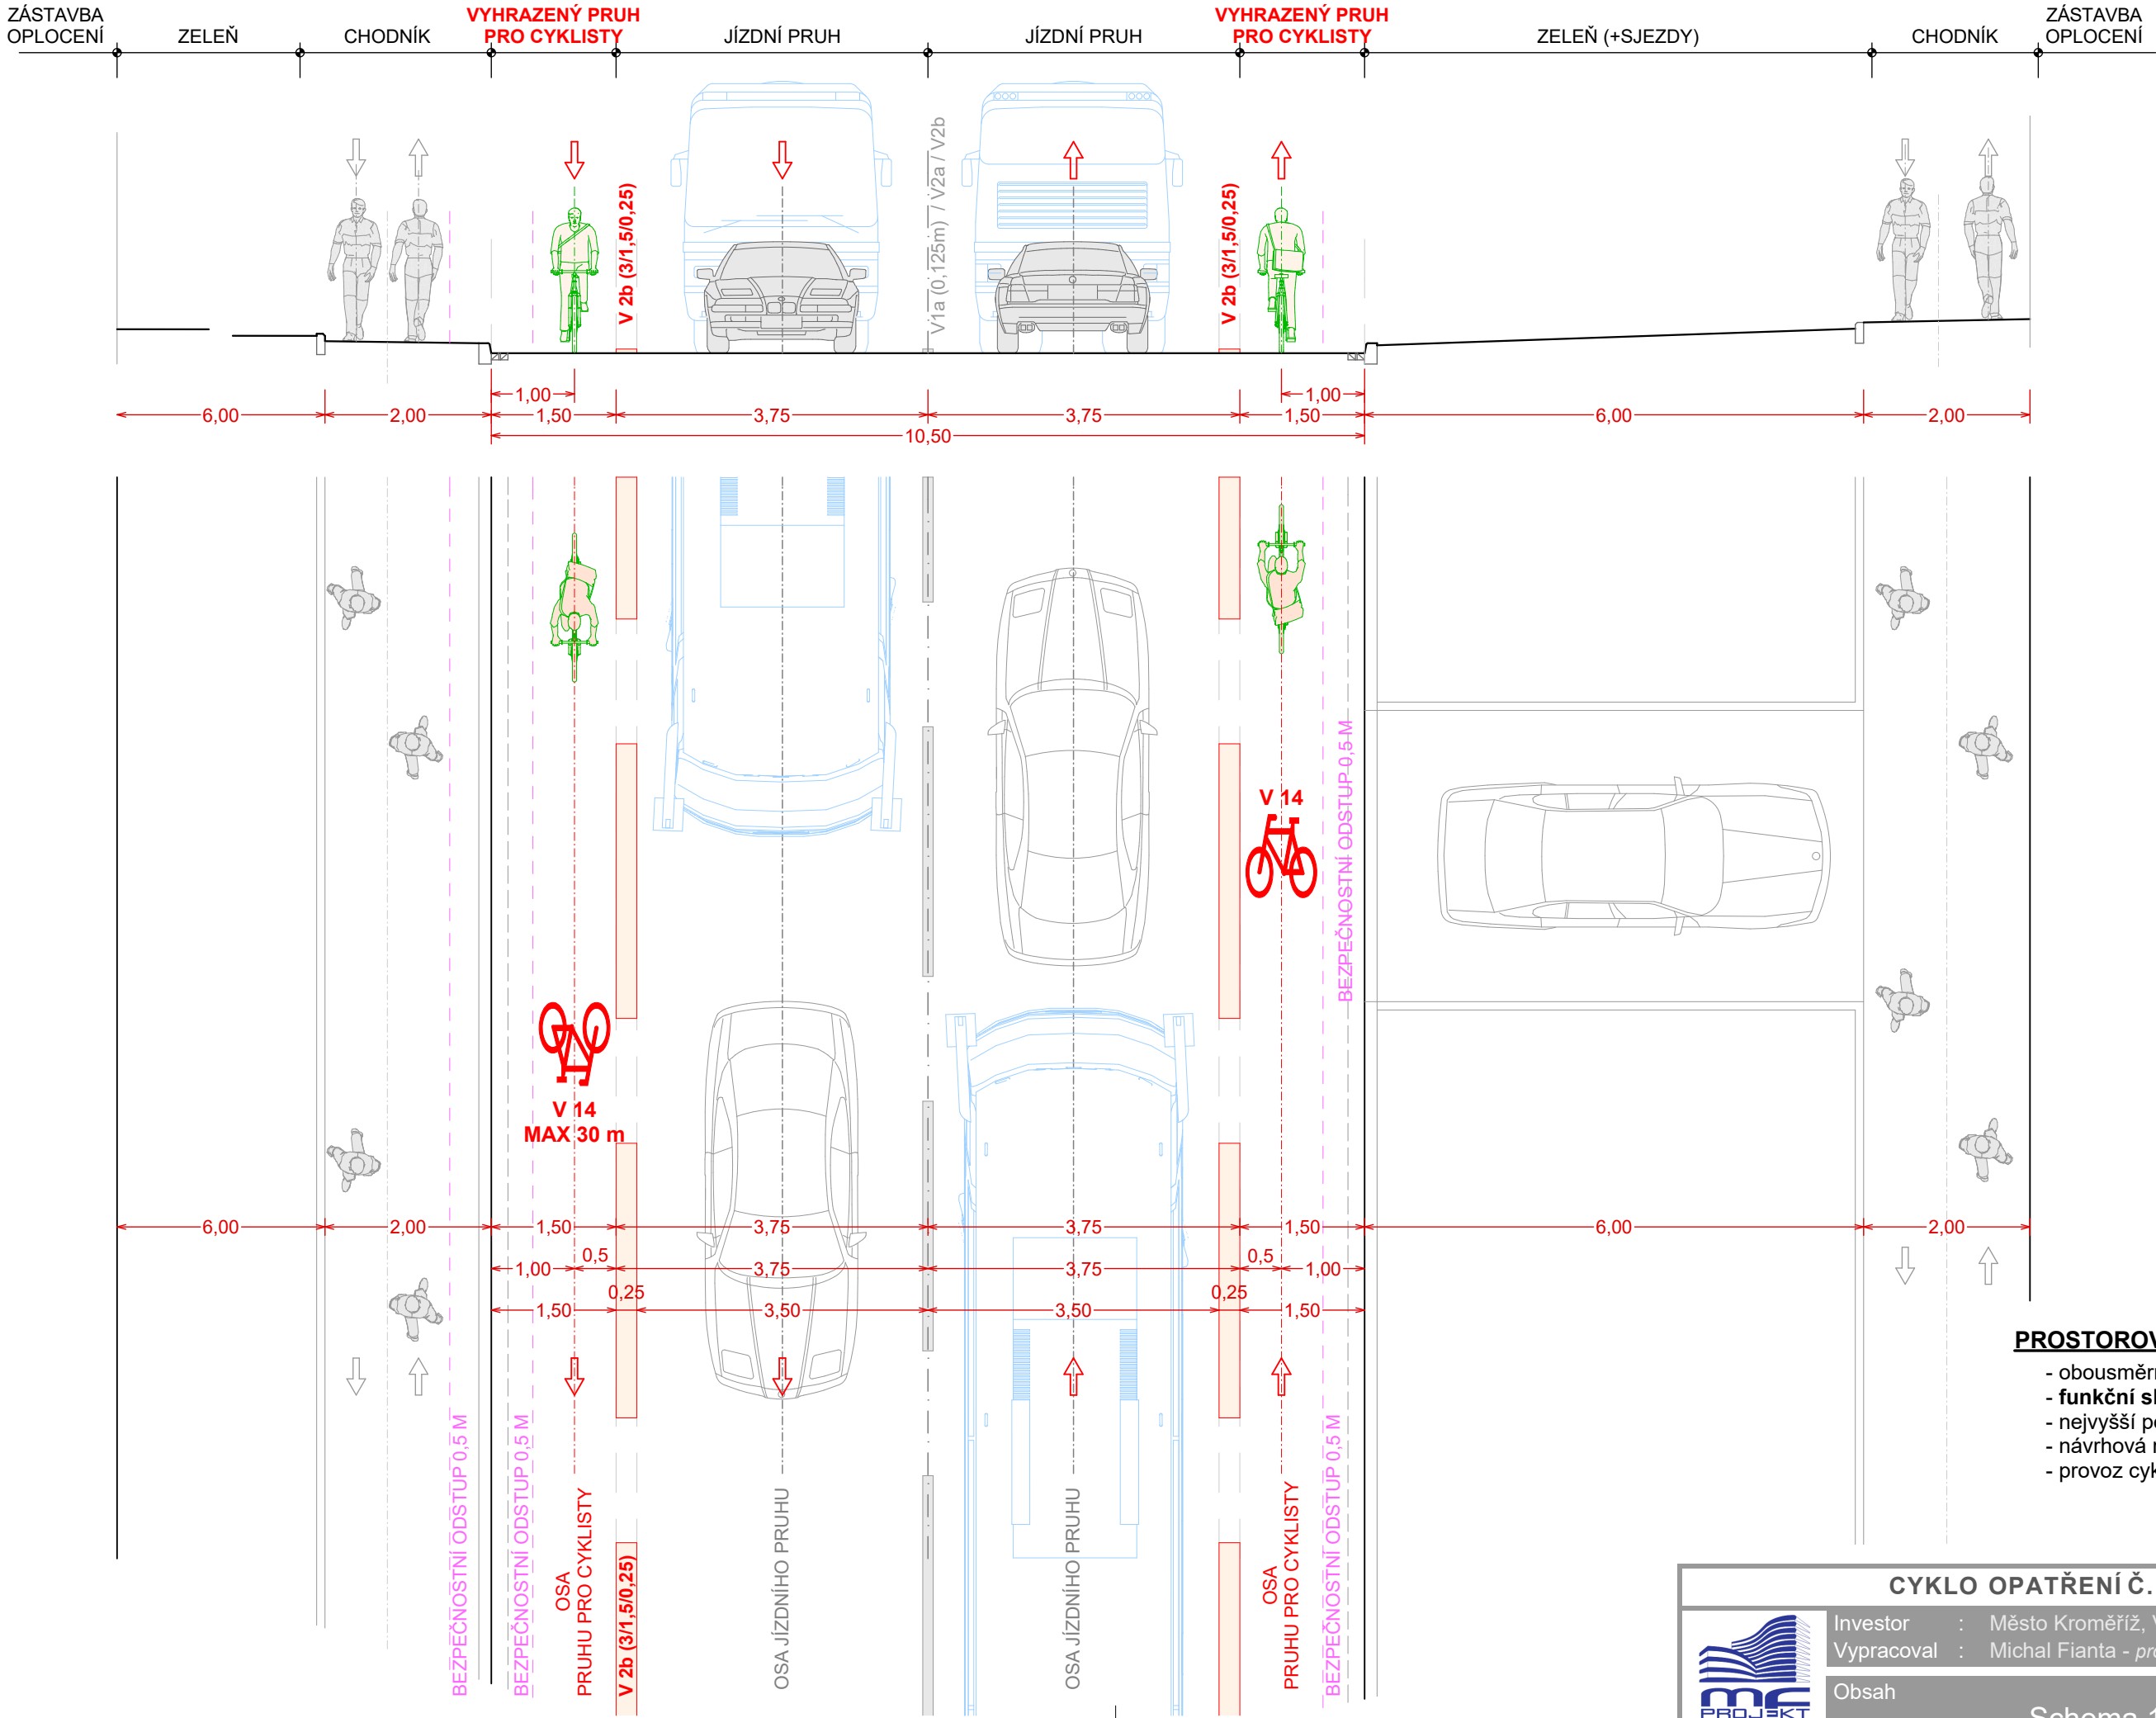 ZÁSTAVBA
OPLOCENÍ
ZELEŇ
CHODNÍK
VYHRAZENÝ PRUH
PRO CYKLISTY
JÍZDNÍ PRUH
JÍZDNÍ PRUH
VYHRAZENÝ PRUH
PRO CYKLISTY
ZELEŇ (+SJEZDY)
CHODNÍK
ZÁSTAVBA
OPLOCENÍ
V 2b (3/1,5/0,25)
V1a (0,125m) / V2a / V2b
V 2b (3/1,5/0,25)
1,00
1,00
6,00
2,00
1,50
3,75
3,75
1,50
6,00
2,00
10,50
BEZPEČNOSTNÍ ODSTUP 0,5 M
V 14
V 14
MAX 30 m
6,00
2,00
1,50
3,75
3,75
1,50
6,00
2,00
1,00
0,5
3,75
3,75
0,5
1,00
1,50
0,25
3,50
3,50
0,25
1,50
BEZPEČNOSTNÍ ODSTUP 0,5 M
BEZPEČNOSTNÍ ODSTUP 0,5 M
OSA
PRUHU PRO CYKLISTY
V 2b (3/1,5/0,25)
OSA JÍZDNÍHO PRUHU
OSA JÍZDNÍHO PRUHU
OSA
PRUHU PRO CYKLISTY
BEZPEČNOSTNÍ ODSTUP 0,5 M
PROSTOROV
- obousměr
- funkční s
- nejvyšší p
- návrhová
- provoz cyk
CYKLO OPATŘENÍ Č.
Investor : Město Kroměříž,
Vypracoval : Michal Fianta - pr
Obsah
Schema
MF
PROJEKT